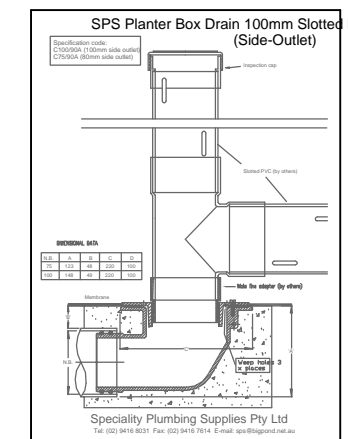 SPS Planter Box Drain 100mm Slotted
(Side-Outlet)
Specification code:
C100/90A (100mm side outlet)
C75/90A (80mm side outlet)
Inspection cap
Slotted PVC (by others)
DIMENSIONAL DATA
N.B. A B C D
75 123 48 220 100
100 148 49 220 100
Male fine adaptor (by others)
Membrane
N.B.
C
Weep holes 3
x places
Speciality Plumbing Supplies Pty Ltd
Tel: (02) 9416 8031 Fax: (02) 9416 7614 E-mail: sps@bigpond.net.au